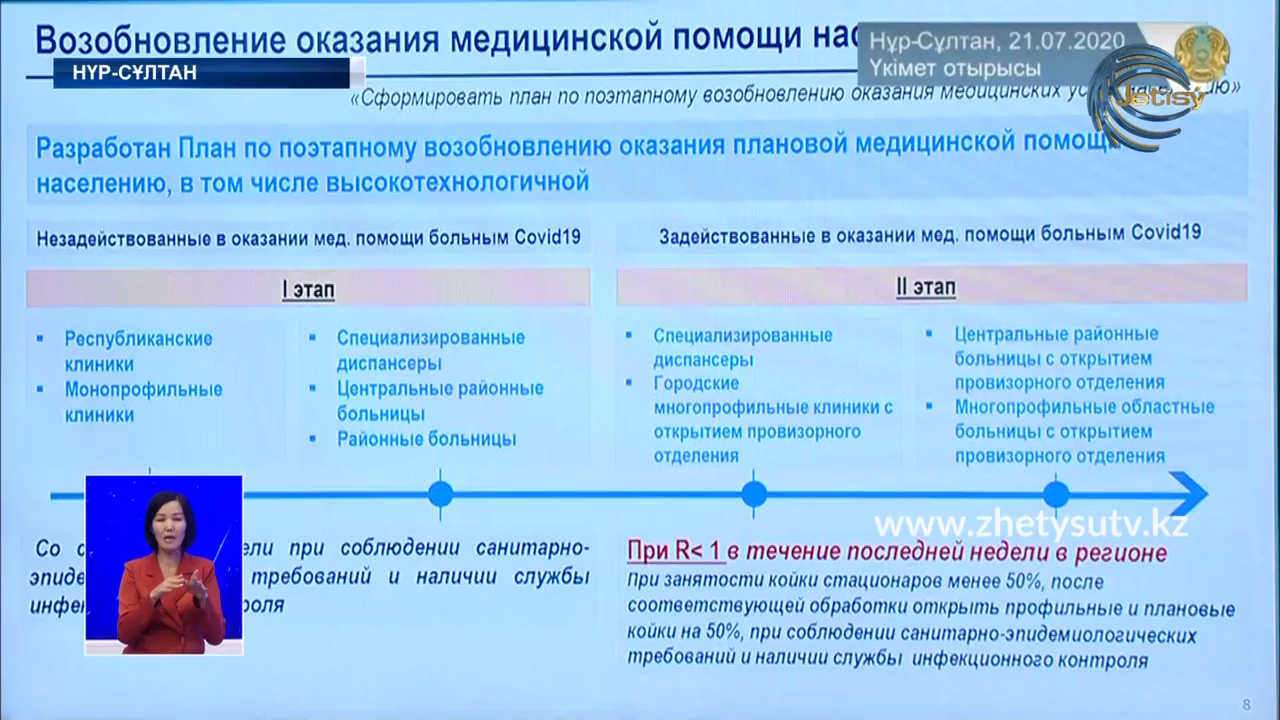 Возобновление оказания медицинской помощи нас
Нұр-Сұлтан, 21.07.2020
Үкімет отырысы
НҰР-СҰЛТАН
Jetisý
«Сформировать план по поэтапному возобновлению оказания медицинских
Разработан План по поэтапному возобновлению оказания плановой медицинской помощи
населению, в том числе высокотехнологичной
Незадействованные в оказании мед. помощи больным Covid19
Задействованные в оказании мед. помощи больным Covid19
I этап
II этап
▪ Республиканские
клиники
▪ Монопрофильные
клиники
▪ Специализированные
диспансеры
▪ Центральные районные
больницы
▪ Районные больницы
▪ Специализированные
диспансеры
▪ Городские
многопрофильные клиники с
открытием провизорного
отделения
▪ Центральные районные
больницы с открытием
провизорного отделения
▪ Многопрофильные областные
больницы с открытием
провизорного отделения
www.zhetysutv.kz
Со ели при соблюдении санитарно-
эпиде требований и наличии службы
инфек роля
При R< 1 в течение последней недели в регионе
при занятости койки стационаров менее 50%, после
соответствующей обработки открыть профильные и плановые
койки на 50%, при соблюдении санитарно-эпидемиологических
требований и наличии службы инфекционного контроля
8